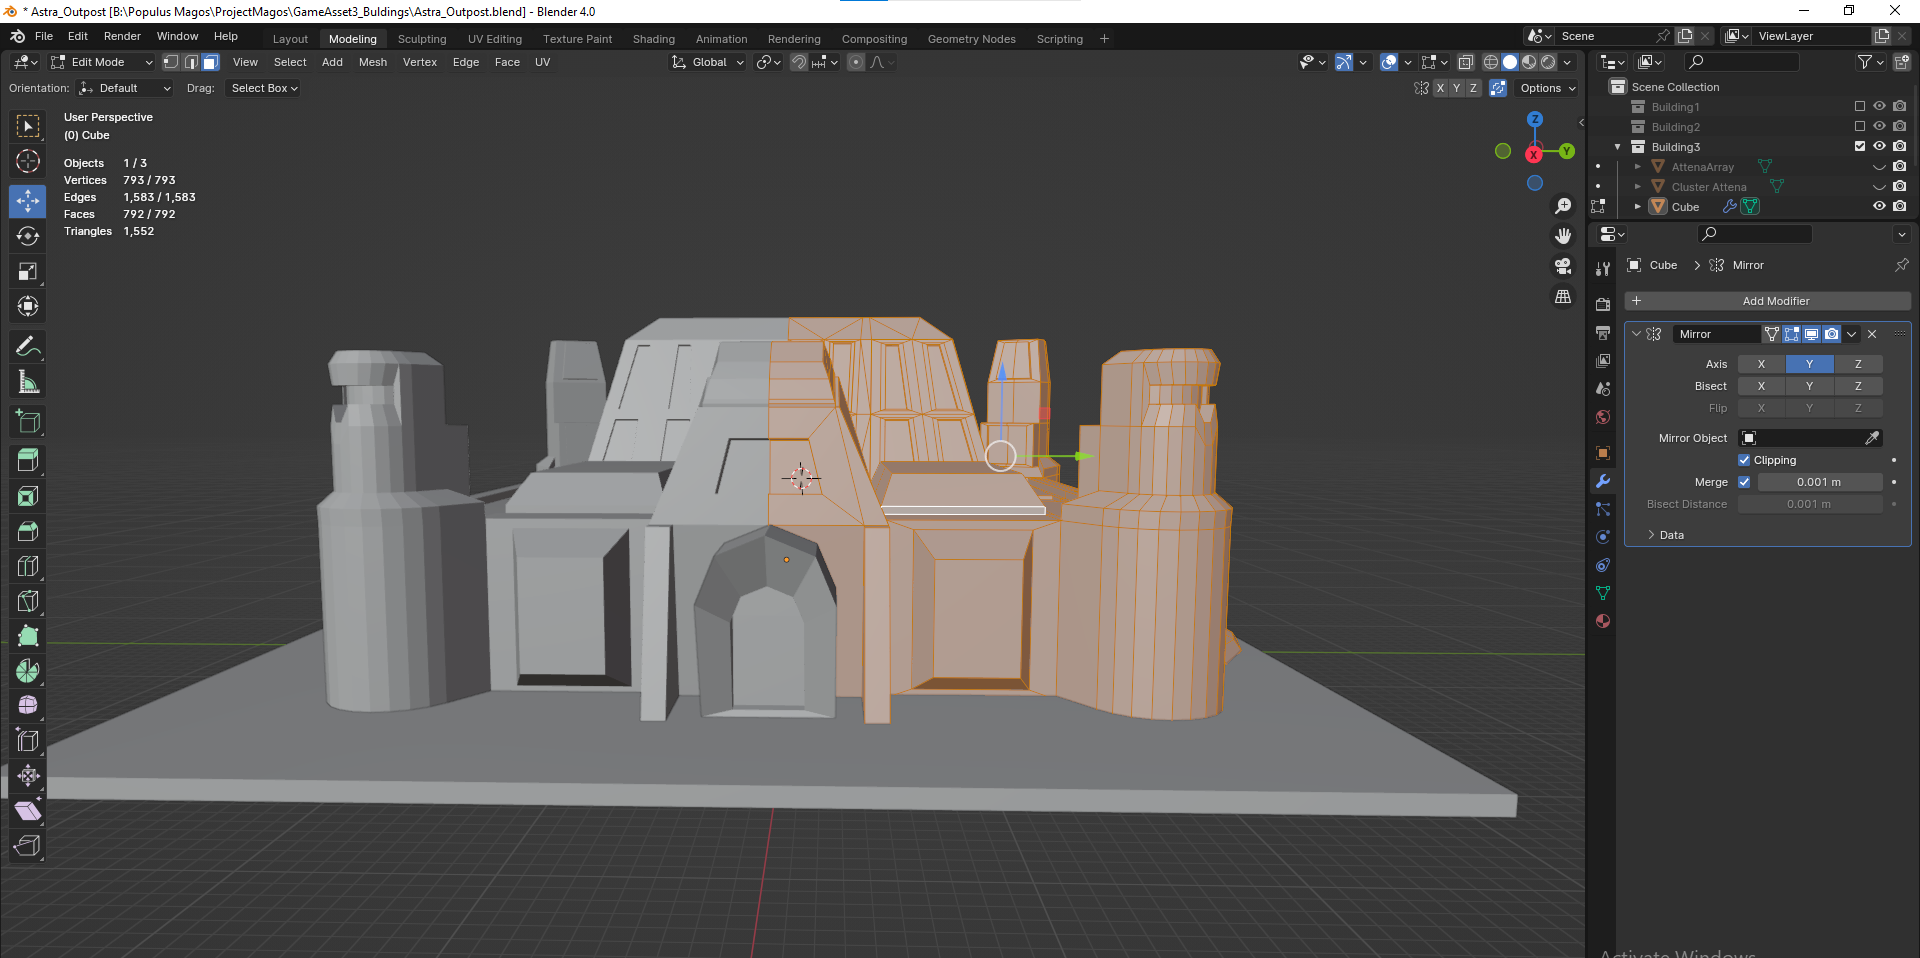 * Astra_Outpost [B:\Populus Magos\ProjectMagos\GameAsset3_Buldings\Astra_Outpost.blend] - Blender 4.0
File Edit Render Window Help Layout Modeling Sculpting UV Editing Texture Paint Shading Animation Rendering Compositing Geometry Nodes Scripting + Scene ViewLayer
Edit Mode View Select Add Mesh Vertex Edge Face UV Global
Orientation: Default Drag: Select Box X Y Z Options
User Perspective
(0) Cube
Objects 1 / 3
Vertices 793 / 793
Edges 1,583 / 1,583
Faces 792 / 792
Triangles 1,552
Z
X
Y
Scene Collection
Building1
Building2
Building3
AttenaArray
Cluster Attena
Cube
Cube > Mirror
+ Add Modifier
Mirror
Axis X Y Z
Bisect X Y Z
Flip X Y Z
Mirror Object
Clipping
Merge 0.001 m
Bisect Distance 0.001 m
Data
Activate Windows